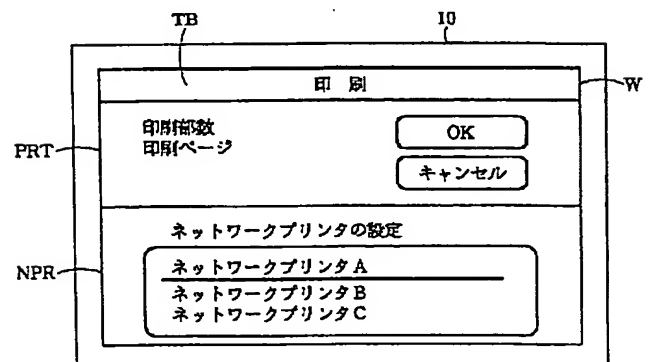 TB
10
印 刷
W
印刷部数
印刷ページ
OK
キャンセル
PRT
ネットワークプリンタの設定
NPR
ネットワークプリンタA
ネットワークプリンタB
ネットワークプリンタC